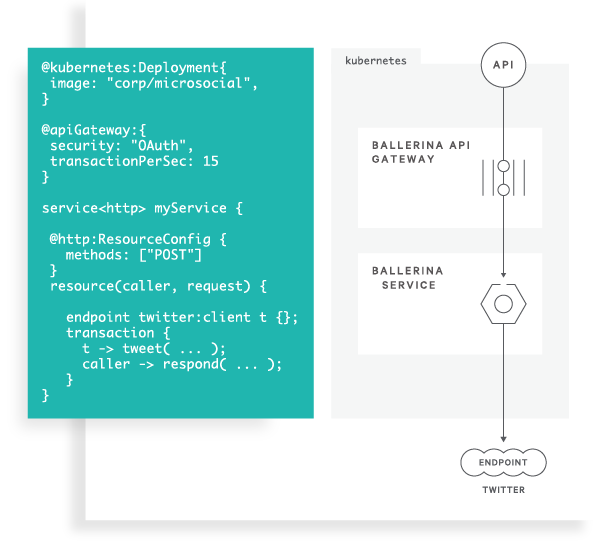 @kubernetes:Deployment{
 image: "corp/microsocial",
}
@apiGateway:{
 security: "OAuth",
 transactionPerSec: 15
}
service<http> myService {
 @http:ResourceConfig {
   methods: ["POST"]
 }
 resource(caller, request) {
   endpoint twitter:client t {};
   transaction {
     t -> tweet( ... );
     caller -> respond( ... );
   }
}
kubernetes
API
BALLERINA API
GATEWAY
BALLERINA
SERVICE
ENDPOINT
TWITTER